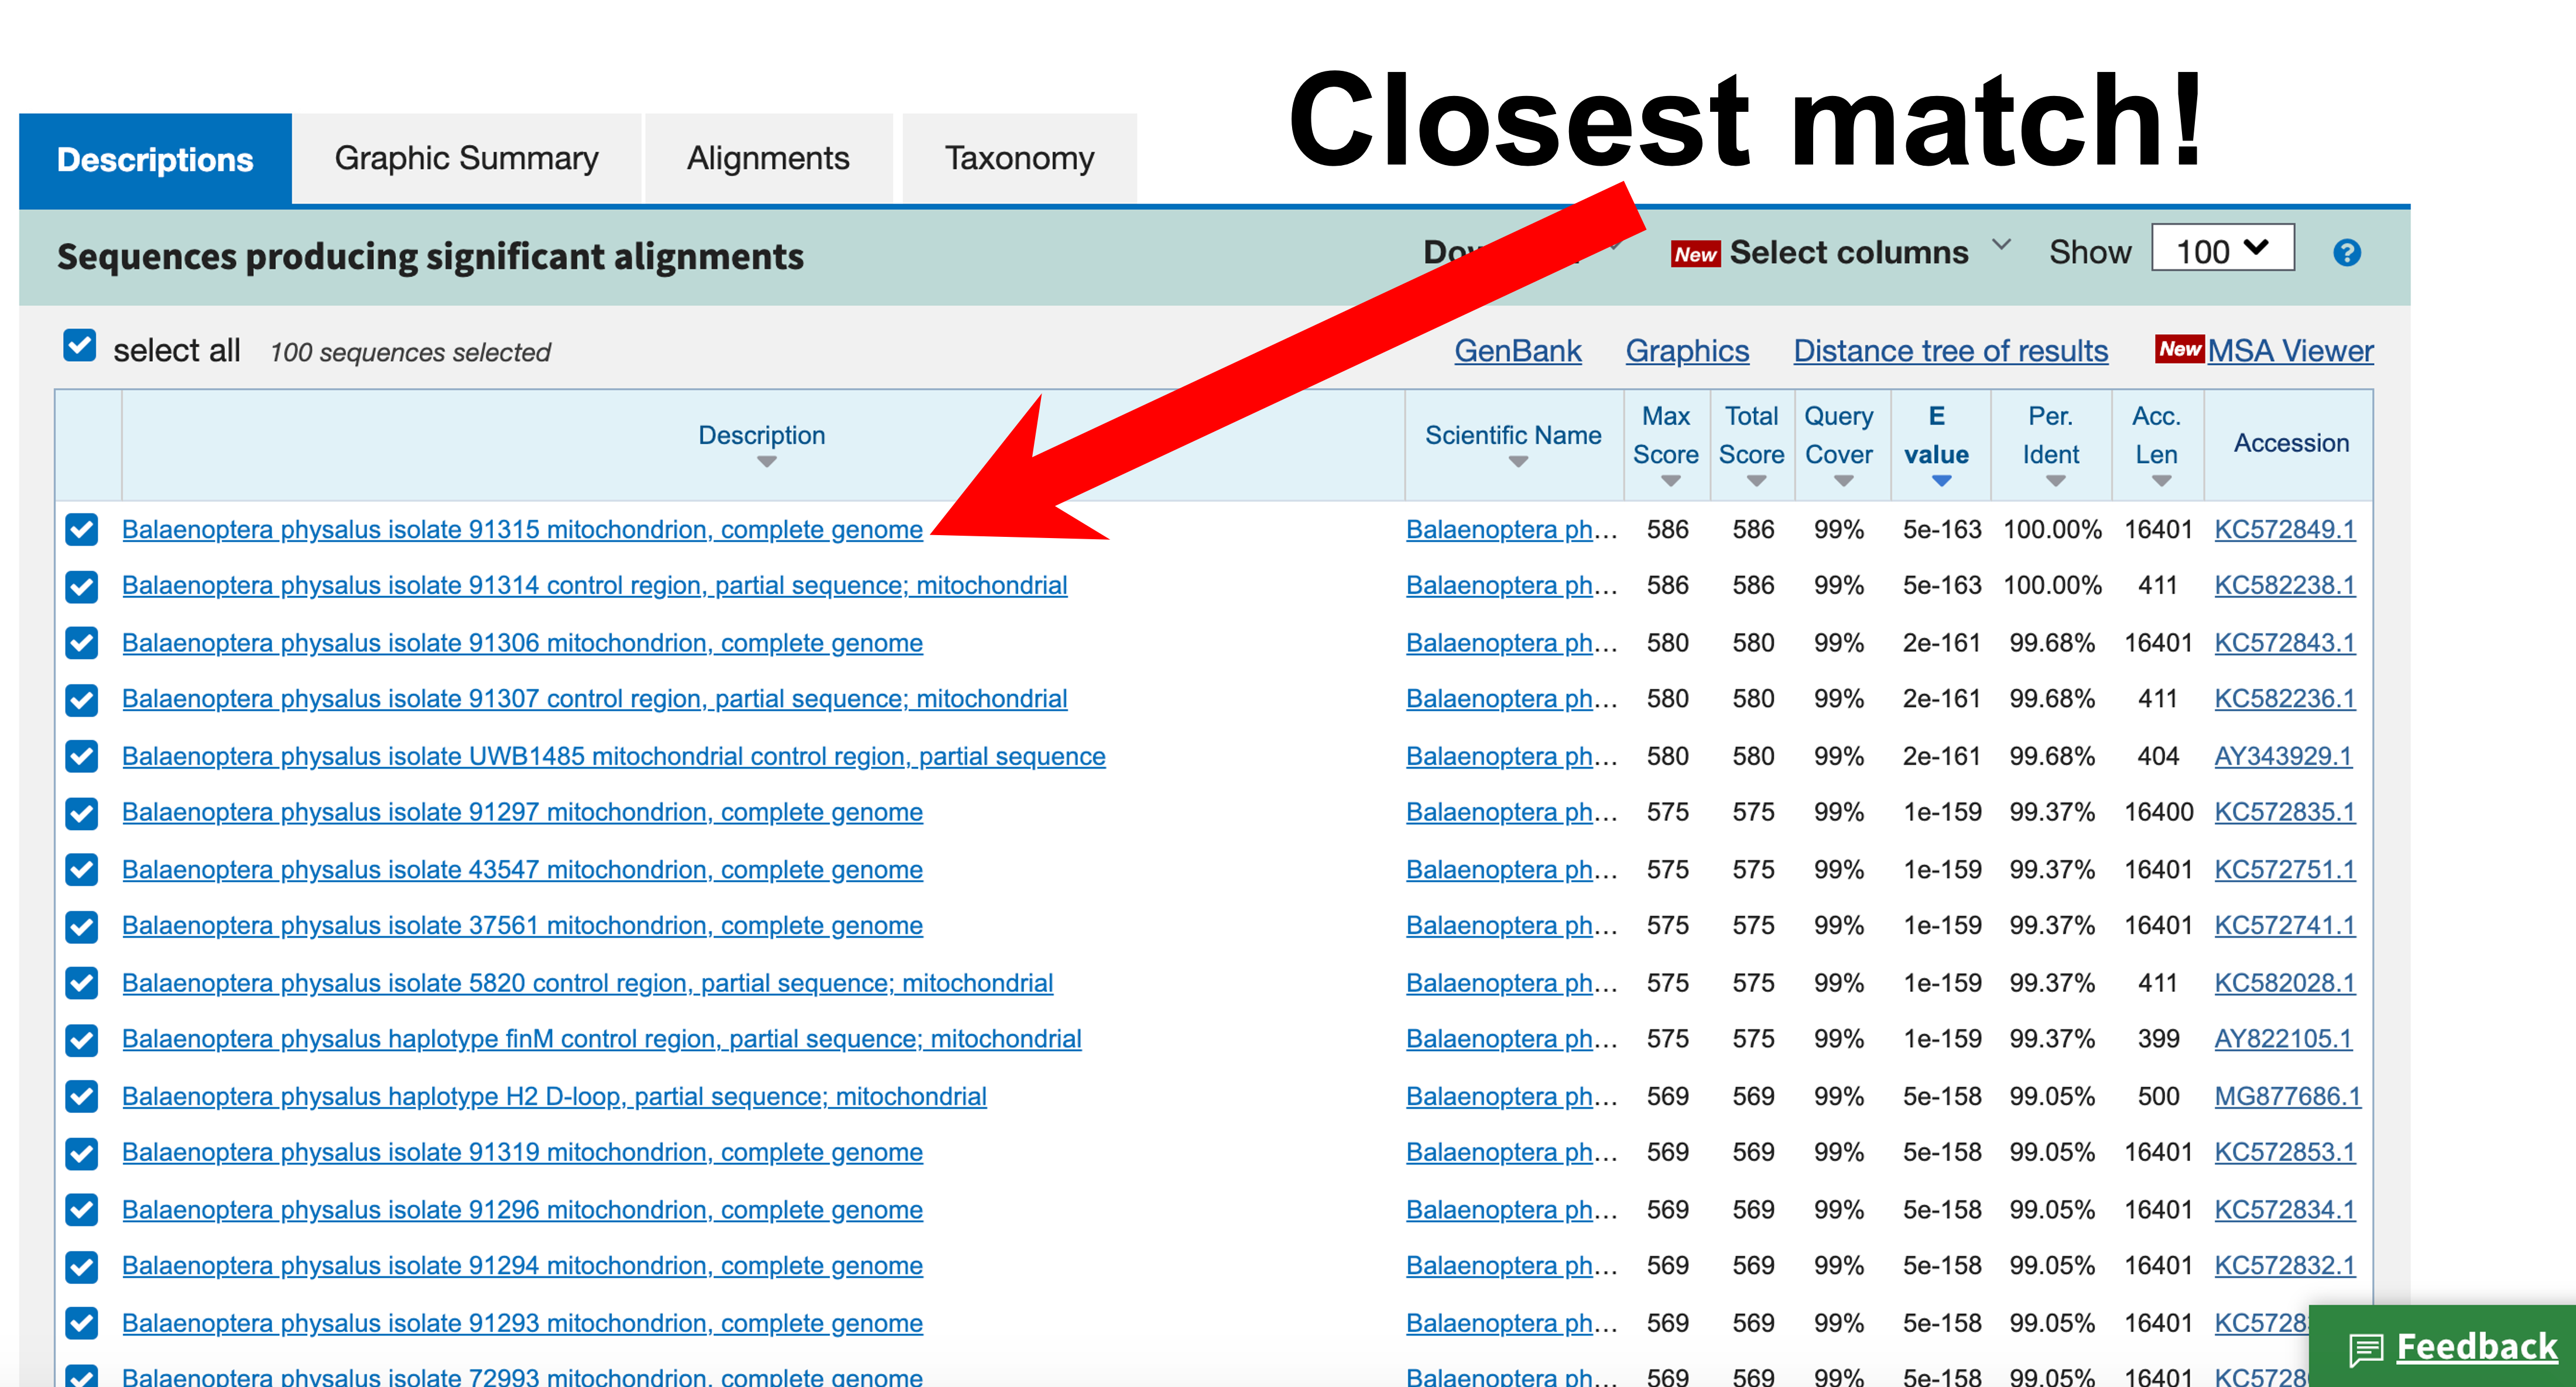 Closest match!
Descriptions Graphic Summary Alignments Taxonomy
Sequences producing significant alignments New Select columns Show 100 ?
select all 100 sequences selected GenBank Graphics Distance tree of results New MSA Viewer
Description Scientific Name Max Score Total Score Query Cover E value Per. Ident Acc. Len Accession
Balaenoptera physalus isolate 91315 mitochondrion, complete genome Balaenoptera ph... 586 586 99% 5e-163 100.00% 16401 KC572849.1
Balaenoptera physalus isolate 91314 control region, partial sequence; mitochondrial Balaenoptera ph... 586 586 99% 5e-163 100.00% 411 KC582238.1
Balaenoptera physalus isolate 91306 mitochondrion, complete genome Balaenoptera ph... 580 580 99% 2e-161 99.68% 16401 KC572843.1
Balaenoptera physalus isolate 91307 control region, partial sequence; mitochondrial Balaenoptera ph... 580 580 99% 2e-161 99.68% 411 KC582236.1
Balaenoptera physalus isolate UWB1485 mitochondrial control region, partial sequence Balaenoptera ph... 580 580 99% 2e-161 99.68% 404 AY343929.1
Balaenoptera physalus isolate 91297 mitochondrion, complete genome Balaenoptera ph... 575 575 99% 1e-159 99.37% 16400 KC572835.1
Balaenoptera physalus isolate 43547 mitochondrion, complete genome Balaenoptera ph... 575 575 99% 1e-159 99.37% 16401 KC572751.1
Balaenoptera physalus isolate 37561 mitochondrion, complete genome Balaenoptera ph... 575 575 99% 1e-159 99.37% 16401 KC572741.1
Balaenoptera physalus isolate 5820 control region, partial sequence; mitochondrial Balaenoptera ph... 575 575 99% 1e-159 99.37% 411 KC582028.1
Balaenoptera physalus haplotype finM control region, partial sequence; mitochondrial Balaenoptera ph... 575 575 99% 1e-159 99.37% 399 AY822105.1
Balaenoptera physalus haplotype H2 D-loop, partial sequence; mitochondrial Balaenoptera ph... 569 569 99% 5e-158 99.05% 500 MG877686.1
Balaenoptera physalus isolate 91319 mitochondrion, complete genome Balaenoptera ph... 569 569 99% 5e-158 99.05% 16401 KC572853.1
Balaenoptera physalus isolate 91296 mitochondrion, complete genome Balaenoptera ph... 569 569 99% 5e-158 99.05% 16401 KC572834.1
Balaenoptera physalus isolate 91294 mitochondrion, complete genome Balaenoptera ph... 569 569 99% 5e-158 99.05% 16401 KC572832.1
Balaenoptera physalus isolate 91293 mitochondrion, complete genome Balaenoptera ph... 569 569 99% 5e-158 99.05% 16401
Balaenoptera physalus isolate 72993 mitochondrion, complete genome Balaenoptera ph... 569 569 99% 5e-158 99.05% 16401
Feedback